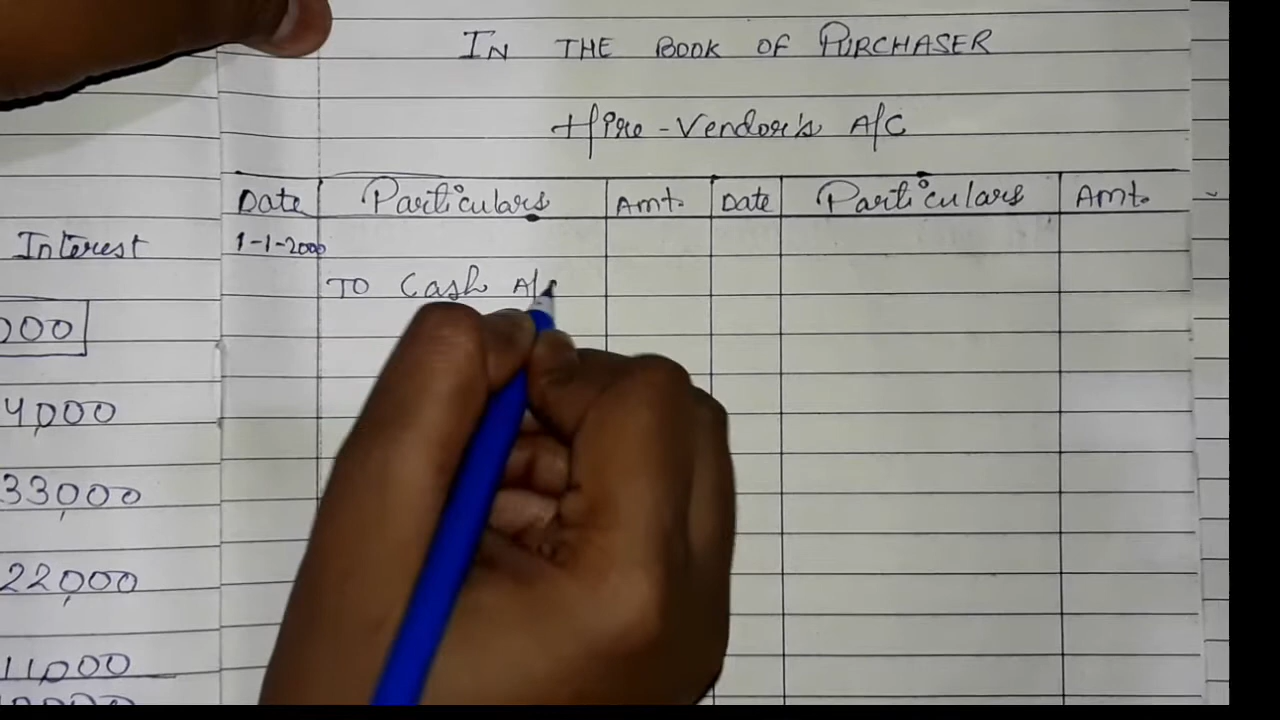 IN THE BOOK OF PURCHASER
Hire-Vendor's A/C
Date Particulars Amt. Date Particulars Amt.
Interest 1-1-2000
TO Cash A/
000
4,000
33,000
22,000
11,000